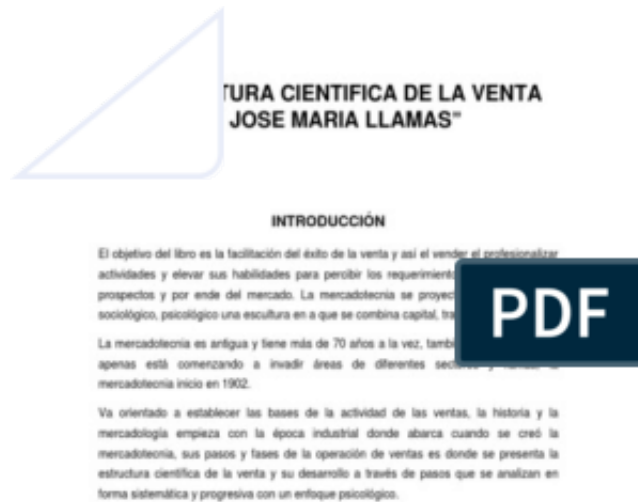 TURA CIENTIFICA DE LA VENTA
JOSE MARIA LLAMAS"
INTRODUCCIÓN
El objetivo del libro es la facilitación del éxito de la venta y así el vender el profesionalizar
actividades y elevar sus habilidades para percibir los
prospectos y por ende del mercado. La mercadotecnia se
sociológico, psicológico una escultura en a que se combina capital,
PDF
La mercadotecnia es antigua y tiene más de 70 años a la vez,
apenas está comenzando a invadir áreas de diferentes
mercadotecnia inicio en 1902.
Va orientado a establecer las bases de la actividad de las ventas, la historia y la
mercadología empieza con la época industrial donde abarca cuando se creó la
mercadotecnia, sus pasos y fases de la operación de ventas es donde se presenta la
estructura científica de la venta y su desarrollo a través de pasos que se analizan en
forma sistemática y progresiva con un enfoque psicológico.